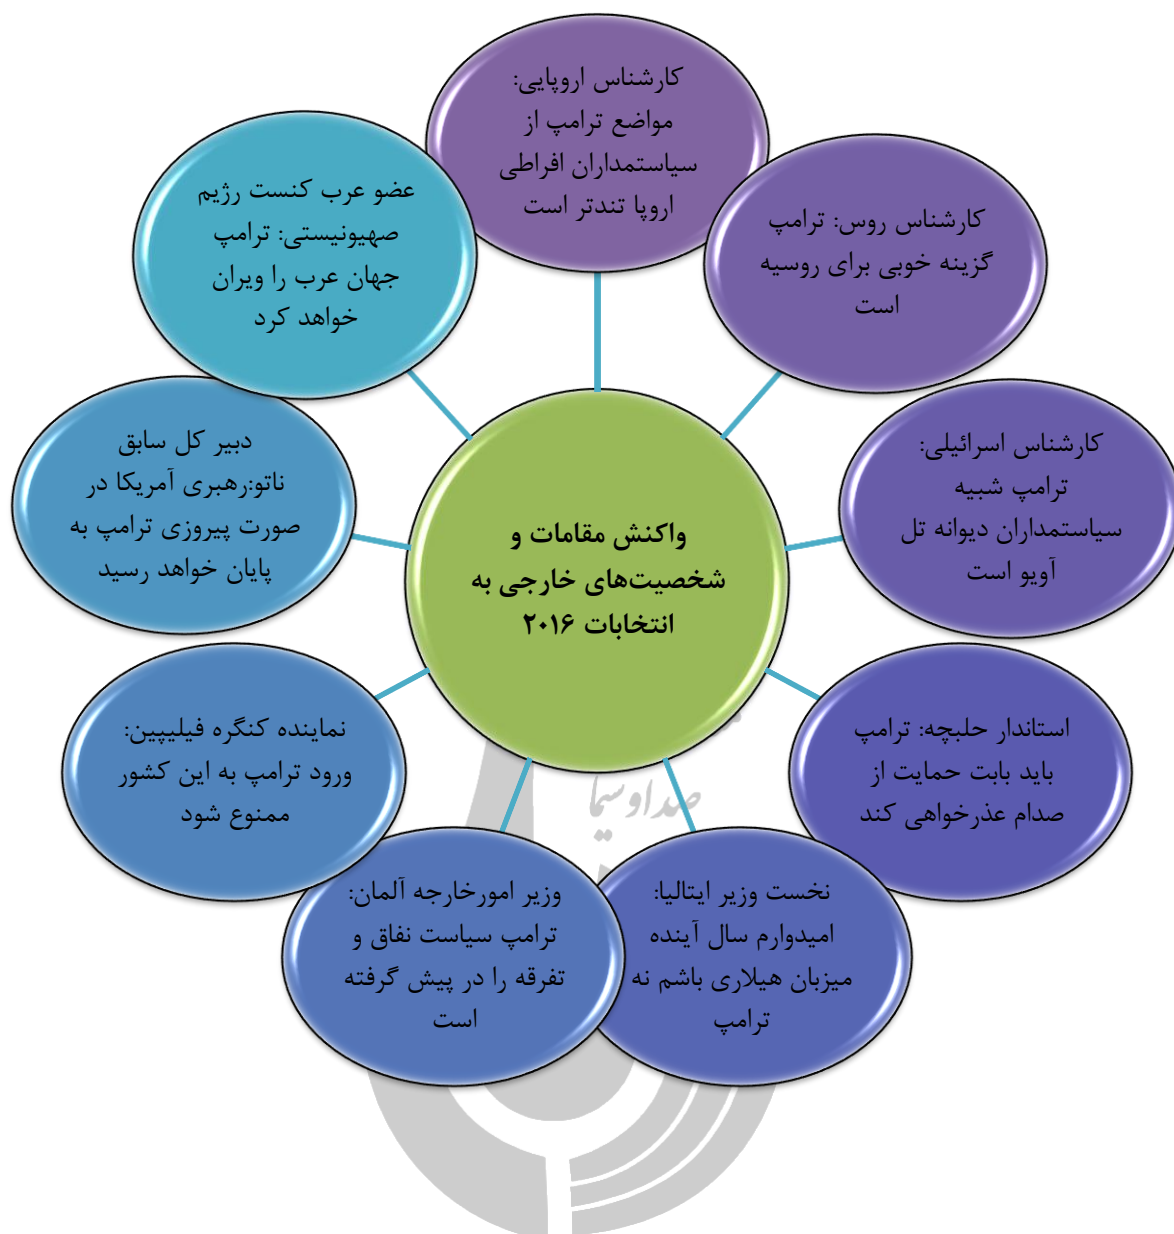 کارشناس اروپایی:
مواضع ترامپ از
سیاستمداران افراطی
اروپا تندتر است
کارشناس روس: ترامپ
گزینه خوبی برای روسیه
است
کارشناس اسرائیلی:
ترامپ شبیه
سیاستمداران دیوانه تل
آویو است
استاندار حلبچه: ترامپ
باید بابت حمایت از
صدام عذرخواهی کند
نخست وزیر ایتالیا:
امیدوارم سال آینده
میزبان هیلاری باشم نه
ترامپ
وزیر امورخارجه آلمان:
ترامپ سیاست نفاق و
تفرقه را در پیش گرفته
است
نماینده کنگره فیلیپین:
ورود ترامپ به این کشور
ممنوع شود
دبیر کل سابق
ناتو:رهبری آمریکا در
صورت پیروزی ترامپ به
پایان خواهد رسید
عضو عرب کنست رژیم
صهیونیستی: ترامپ
جهان عرب را ویران
خواهد کرد
واکنش مقامات و
شخصیت‌های خارجی به
انتخابات ۲۰۱۶
صداوسیما